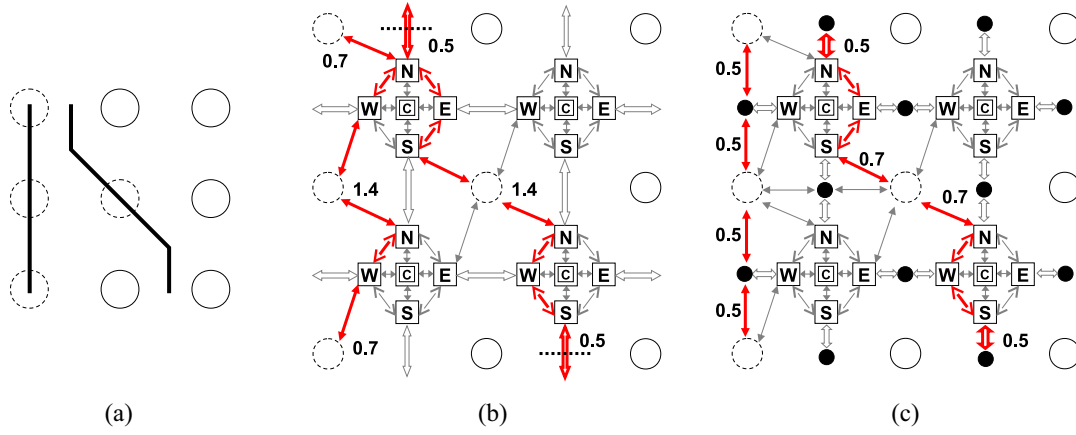 0.5 0.5
0.7 N N N N
0.5
W C E W C E W C E W C E
S S S S
0.5 0.7
1.4 1.4 0.7
N N 0.5 N N
W C E W C E W C E W C E
S S 0.5 S S
0.7 0.5 0.5
(a) (b) (c)